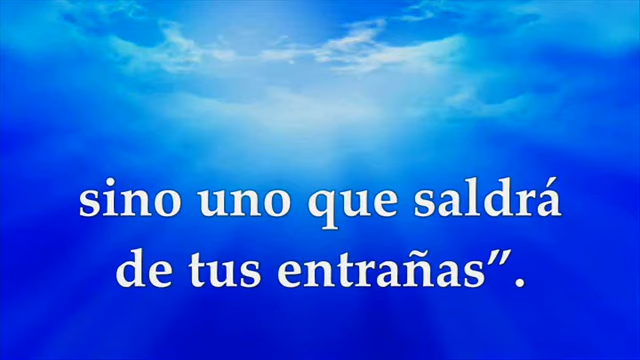 sino uno que saldrá
de tus entrañas”.